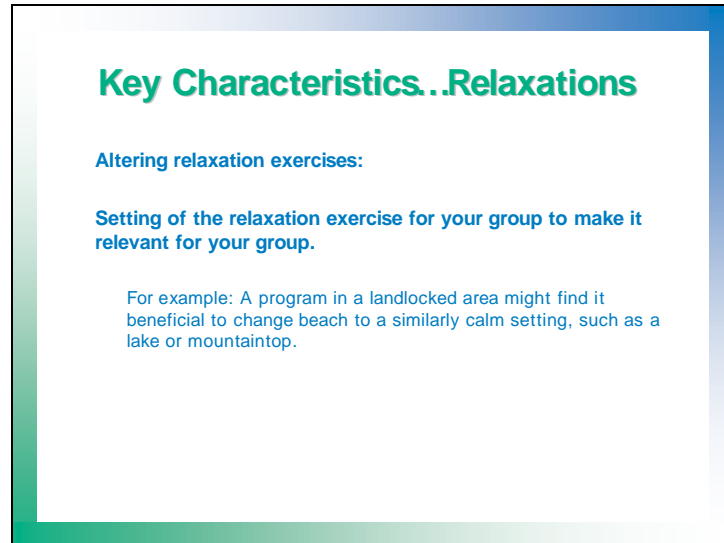 Key Characteristics…Relaxations
Altering relaxation exercises:
Setting of the relaxation exercise for your group to make it
relevant for your group.
For example: A program in a landlocked area might find it
beneficial to change beach to a similarly calm setting, such as a
lake or mountaintop.